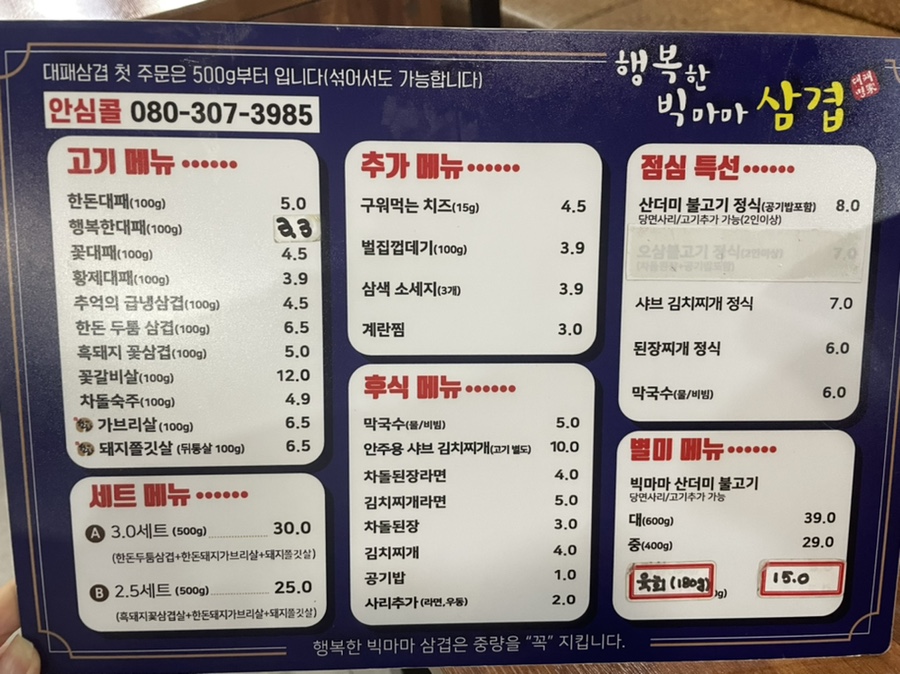 대패삼겹 첫 주문은 500g부터 입니다(섞어서도 가능합니다)
안심콜 080-307-3985
행복한
빅마마 삼겹
고기 메뉴
한돈대패(100g) 5.0
행복한대패(100g) 3.3
꽃대패(100g) 4.5
황제대패(100g) 3.9
추억의 급냉삼겹(100g) 4.5
한돈 두툼 삼겹(100g) 6.5
흑돼지 꽃삼겹(100g) 5.0
꽃갈비살(100g) 12.0
차돌숙주(100g) 4.9
가브리살(100g) 6.5
돼지쫄깃살(뒤통살 100g) 6.5
세트 메뉴
A 3.0세트(500g) 30.0
(한돈두툼삼겹+한돈돼지가브리살+돼지쫄깃살)
B 2.5세트(500g) 25.0
(흑돼지꽃삼겹살+한돈돼지가브리살+돼지쫄깃살)
추가 메뉴
구워먹는 치즈(15g) 4.5
벌집껍데기(100g) 3.9
삼색 소세지(3개) 3.9
계란찜 3.0
후식 메뉴
막국수(물/비빔) 5.0
안주용 샤브 김치찌개(고기 별도) 10.0
차돌된장라면 4.0
김치찌개라면 5.0
차돌된장 3.0
김치찌개 4.0
공기밥 1.0
사리추가(라면,우동) 2.0
점심 특선
산더미 불고기 정식(공기밥포함) 8.0
당면사리/고기추가 가능(2인이상)
오삼불고기 정식(2인이상) 7.0
샤브 김치찌개 정식 7.0
된장찌개 정식 6.0
막국수(물/비빔) 6.0
별미 메뉴
빅마마 산더미 불고기
당면사리/고기추가 가능
대(600g) 39.0
중(400g) 29.0
육회(180g) 15.0
행복한 빅마마 삼겹은 중량을 "꼭" 지킵니다.